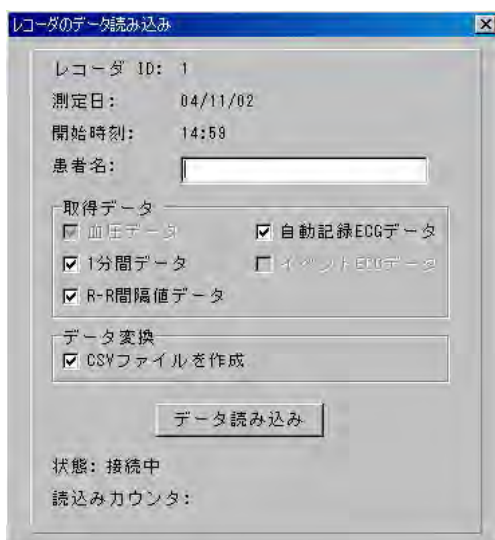 レコーダのデータ読み込み
レコーダ ID: 1
測定日: 04/11/02
開始時刻: 14:59
患者名:
取得データ
血圧データ 自動記録ECGデータ
1分間データ イベントECGデータ
R-R間隔値データ
データ変換
CSVファイルを作成
データ読み込み
状態: 接続中
読込みカウンタ: